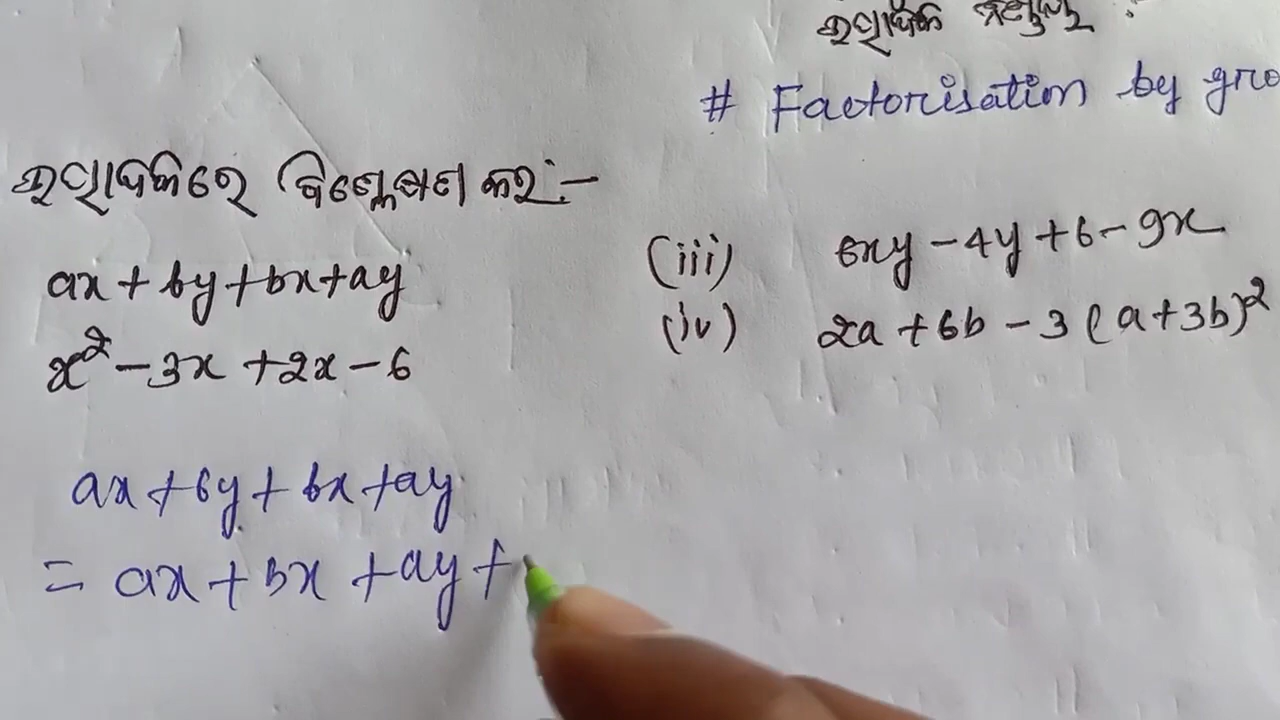 # Factorisation by gro
ଉତ୍ପାଦକରେ ବିଶ୍ଳେଷଣ କର:-
ax + by + bx + ay
x² - 3x + 2x - 6
(iii) 6xy - 4y + 6 - 9x
(iv) 2a + 6b - 3 (a + 3b)²
ax + by + bx + ay
= ax + bx + ay +